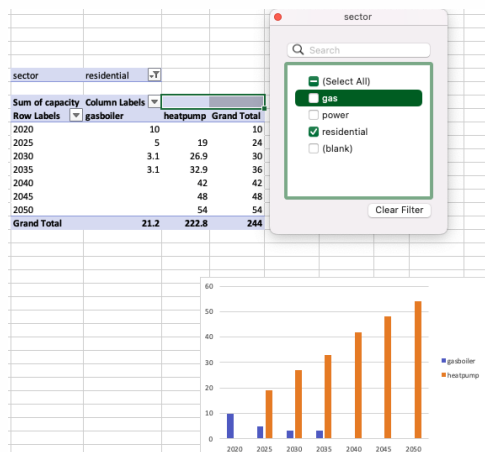 sector
Search
(Select All)
gas
power
residential
(blank)
Clear Filter
sector residential
Sum of capacity Column Labels
Row Labels gasboiler heatpump Grand Total
2020 10 10
2025 5 19 24
2030 3.1 26.9 30
2035 3.1 32.9 36
2040 42 42
2045 48 48
2050 54 54
Grand Total 21.2 222.8 244
60
50
40
30
20
10
0
2020 2025 2030 2035 2040 2045 2050
gasboiler
heatpump